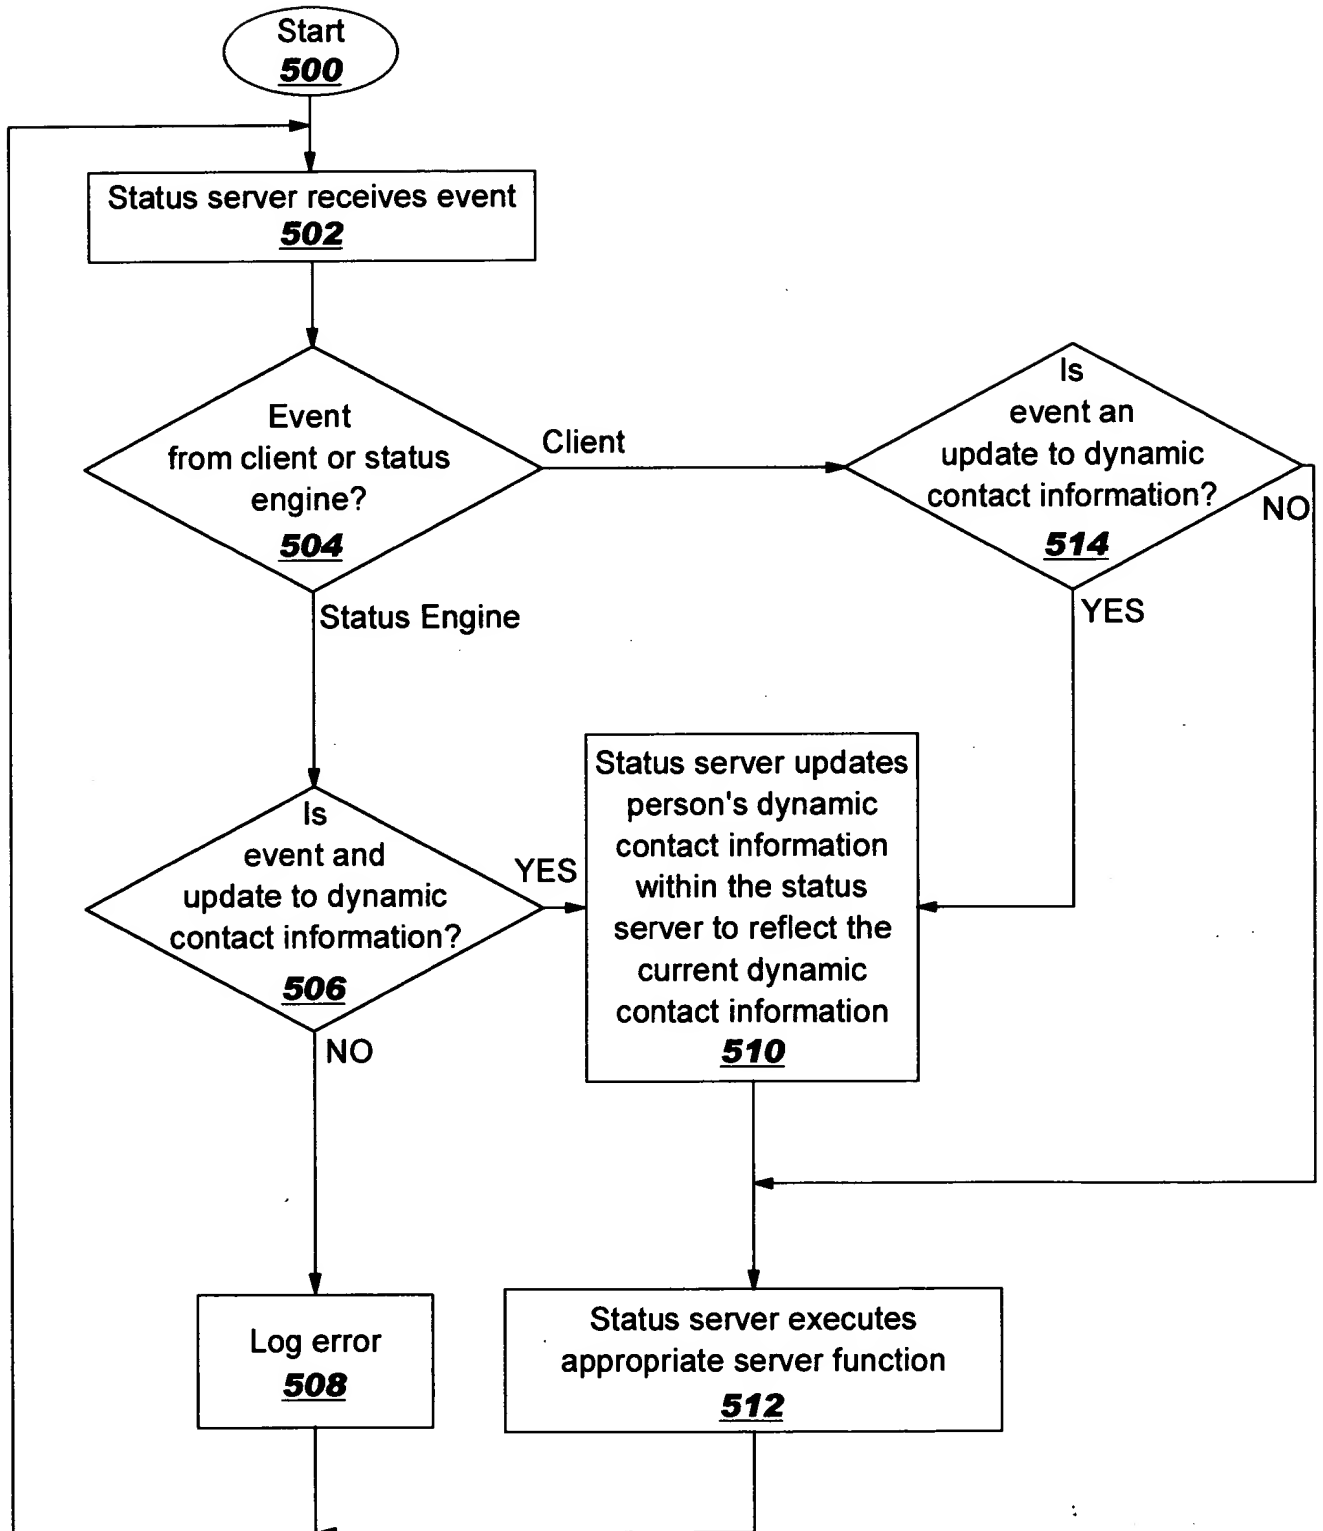 Start
500
Status server receives event
502
Event
from client or status
engine?
504
Client
Status Engine
Is
event an
update to dynamic
contact information?
514
NO
YES
Is
event and
update to dynamic
contact information?
506
YES
NO
Status server updates
person's dynamic
contact information
within the status
server to reflect the
current dynamic
contact information
510
Log error
508
Status server executes
appropriate server function
512